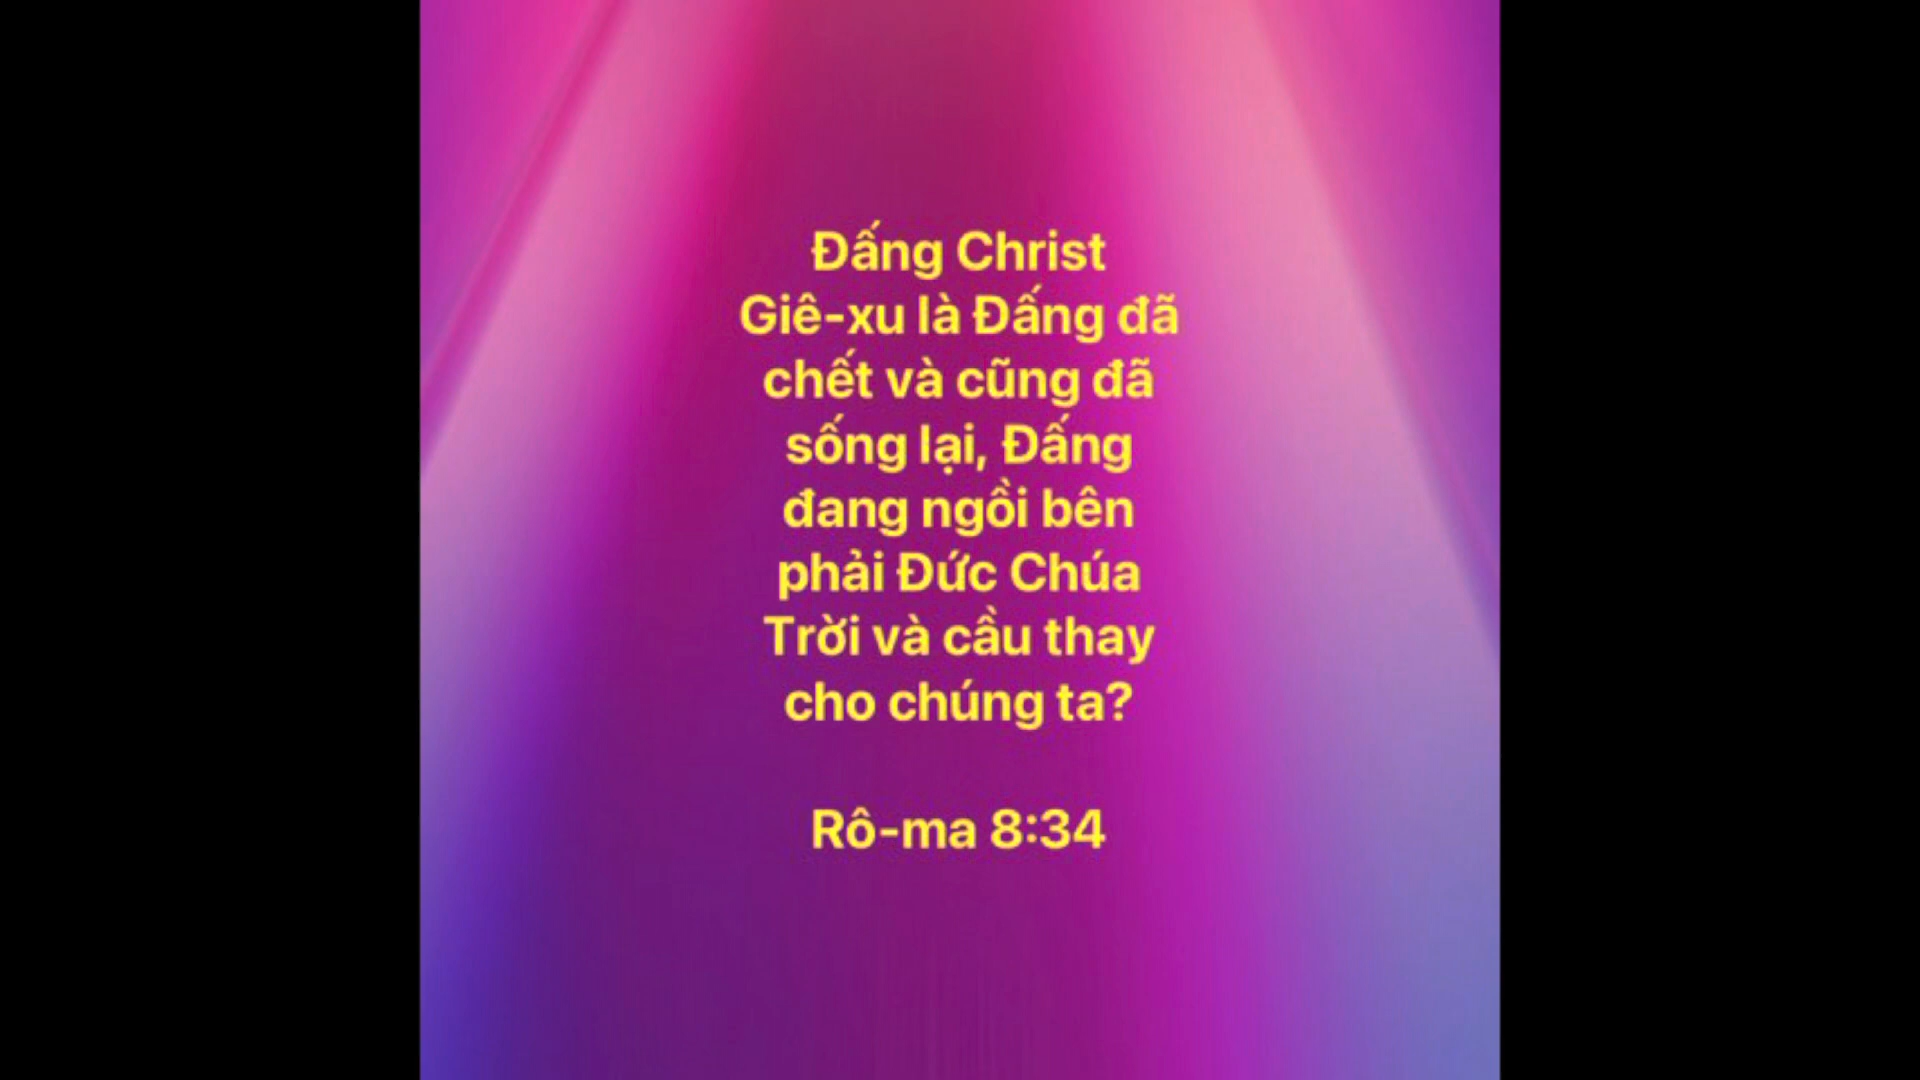 Đấng Christ
Giê-xu là Đấng đã
chết và cũng đã
sống lại, Đấng
đang ngồi bên
phải Đức Chúa
Trời và cầu thay
cho chúng ta?
Rô-ma 8:34